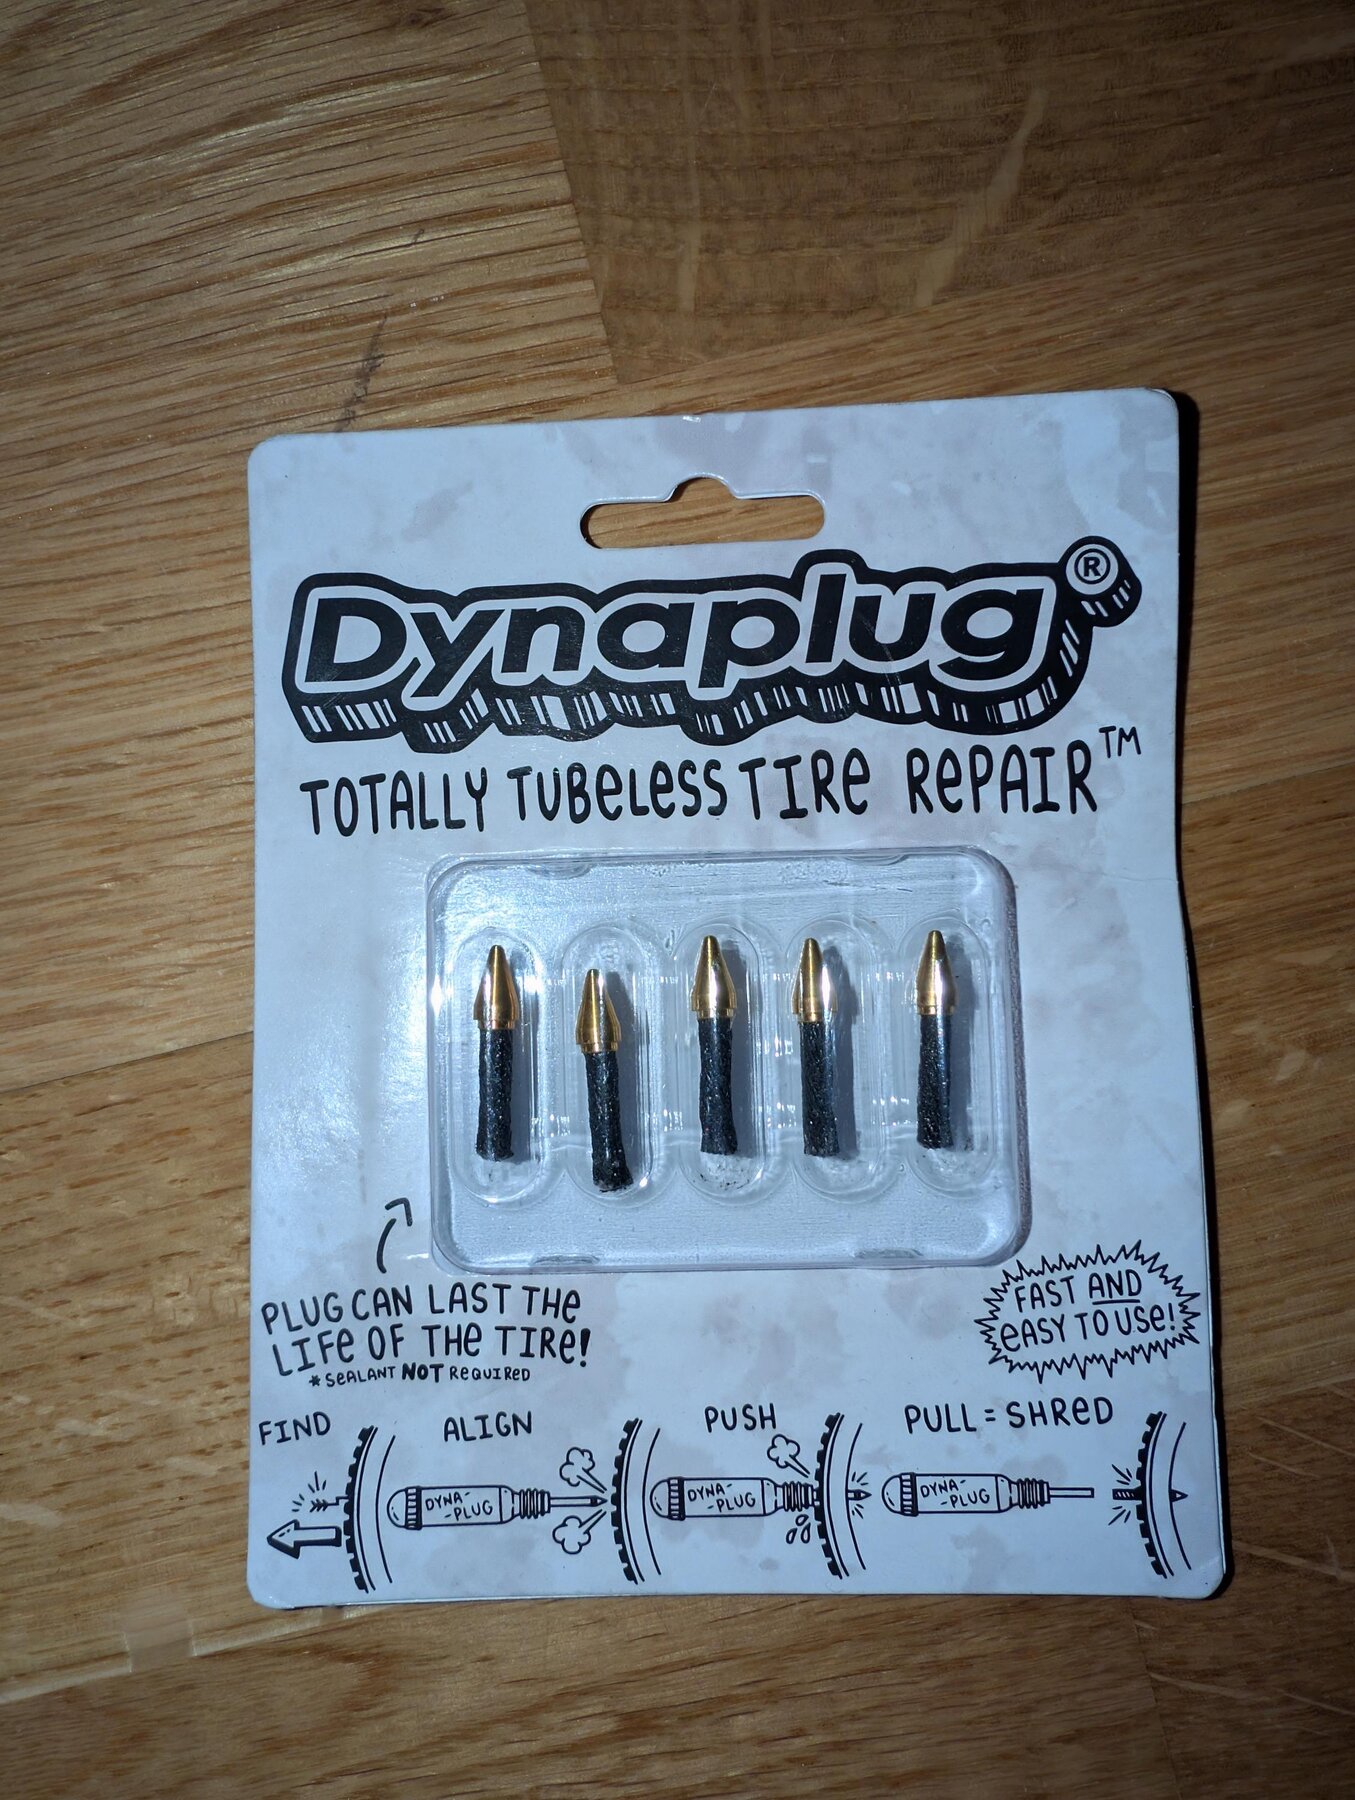 Dynaplug®
TOTALLY TUBeLess TIRe RePAIR™
PLUG CAN LAST THe
LIFe OF THe TIRe!
* SeALANT NOT ReQUIReD
FAST AND
eASY TO Use!
FIND
ALIGN
PUSH
PULL = SHReD
DYNA-
-PLUG
DYNA-
-PLUG
DYNA-
-PLUG